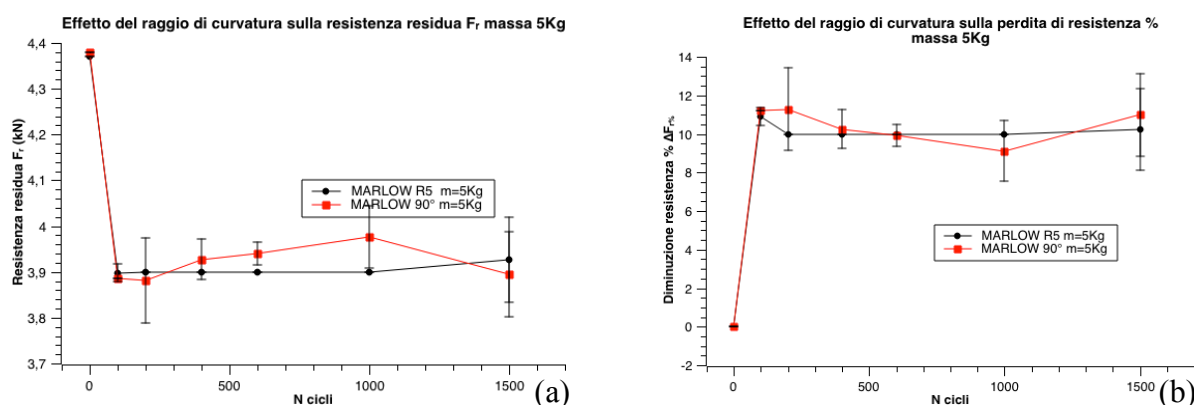 Effetto del raggio di curvatura sulla resistenza residua Fᵣ massa 5Kg
4,4
4,3
4,2
4,1
4
3,9
3,8
3,7
Resistenza residua Fᵣ (kN)
MARLOW R5 m=5Kg
MARLOW 90° m=5Kg
0
500
1000
1500
N cicli
(a)
Effetto del raggio di curvatura sulla perdita di resistenza %
massa 5Kg
14
12
10
8
6
4
2
0
-2
Diminuzione resistenza % ΔFᵣ%
MARLOW R5 m=5Kg
MARLOW 90° m=5Kg
0
500
1000
1500
N cicli
(b)